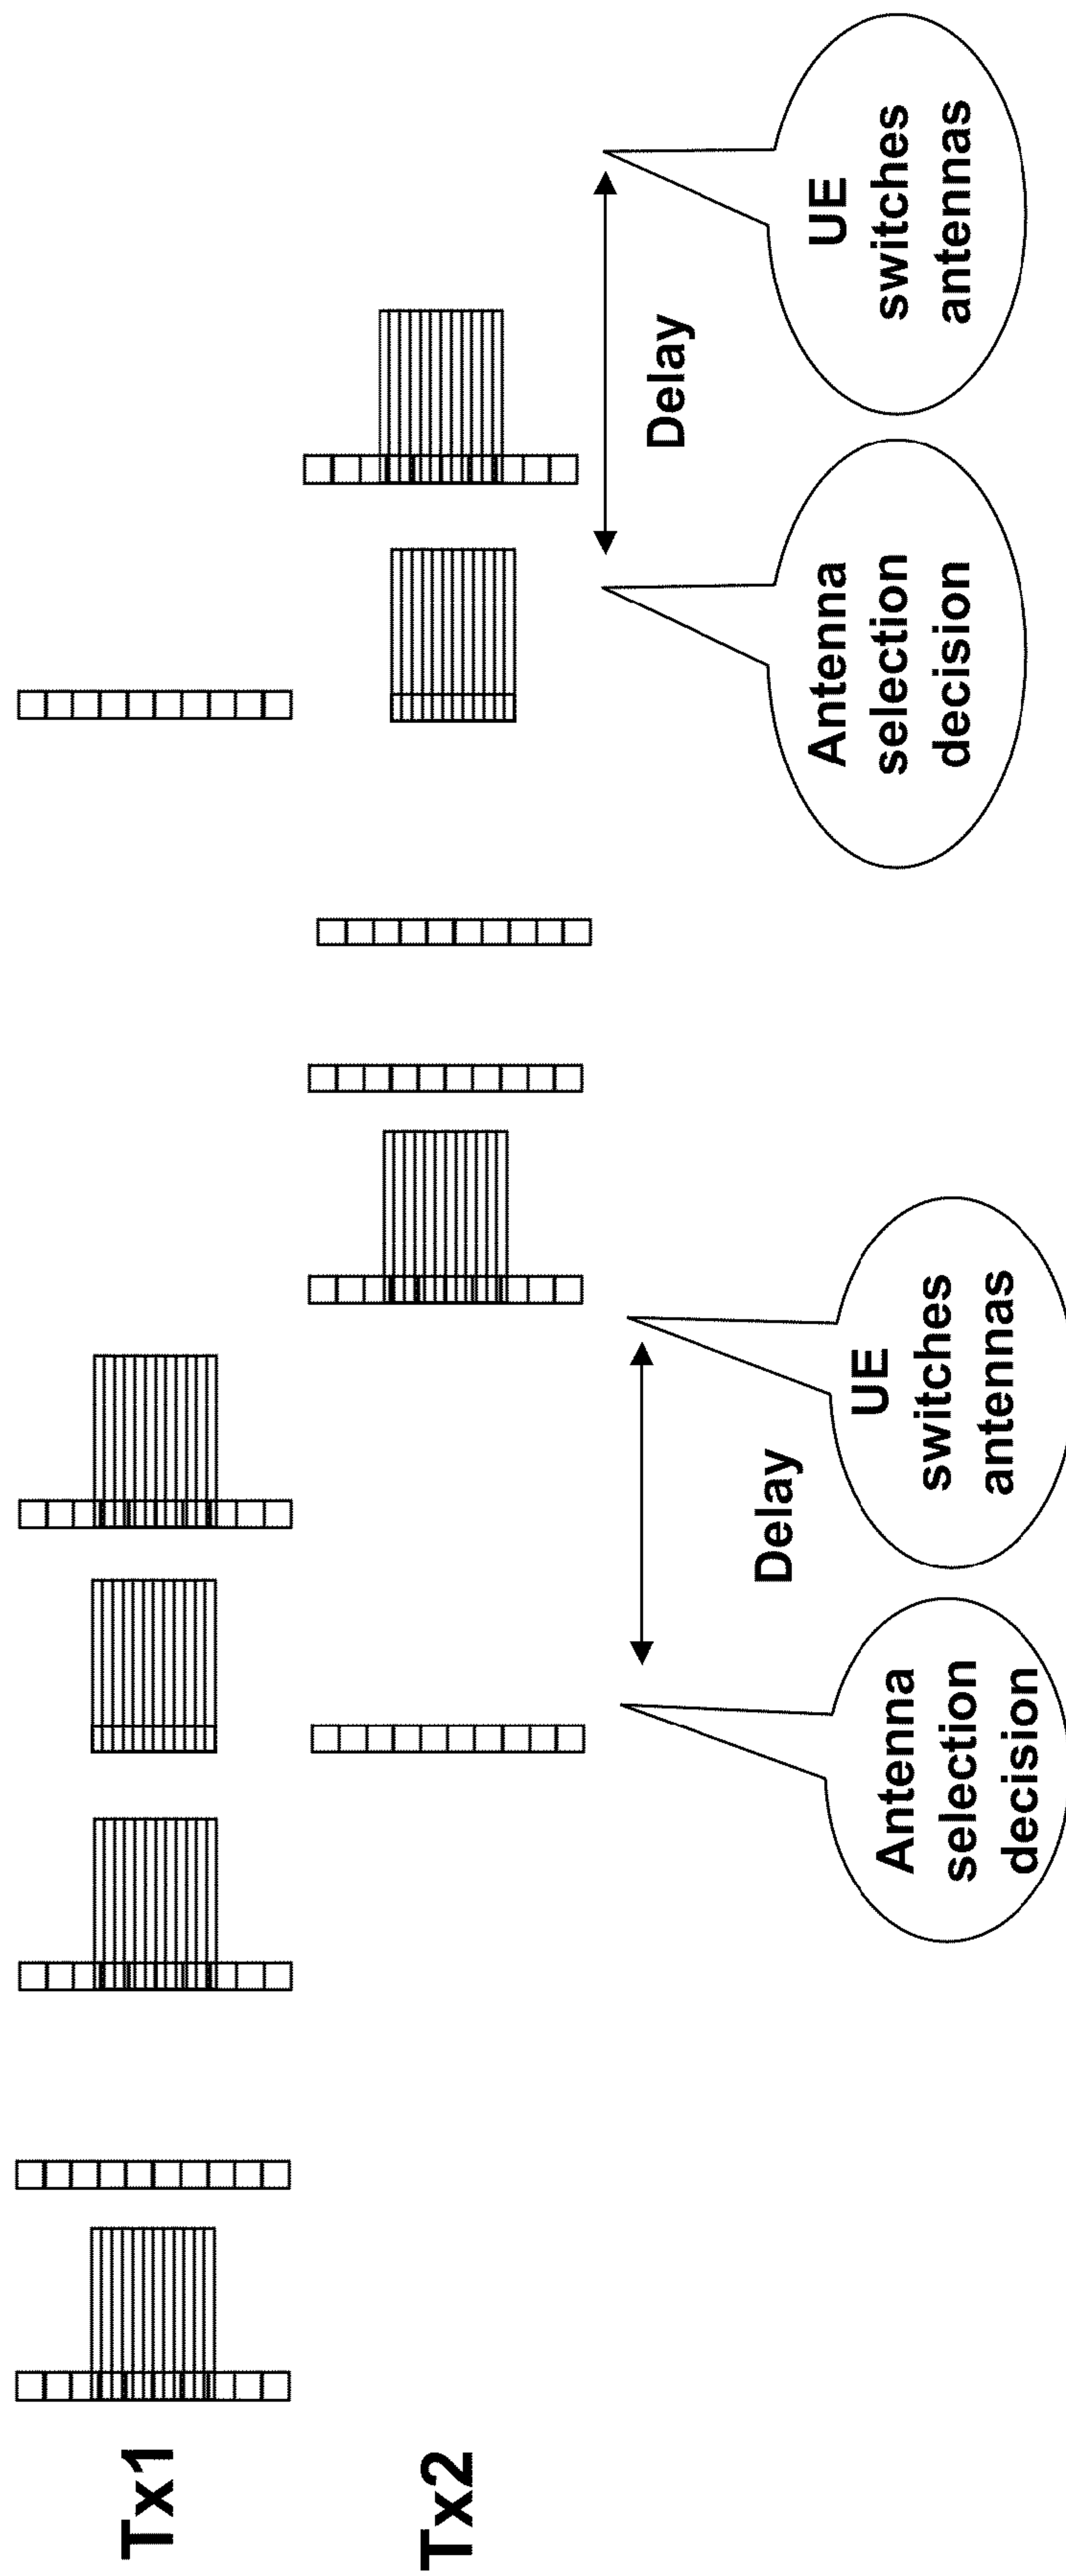 Tx1
Tx2
Delay
Antenna
selection
decision
UE
switches
antennas
Delay
Antenna
selection
decision
UE
switches
antennas